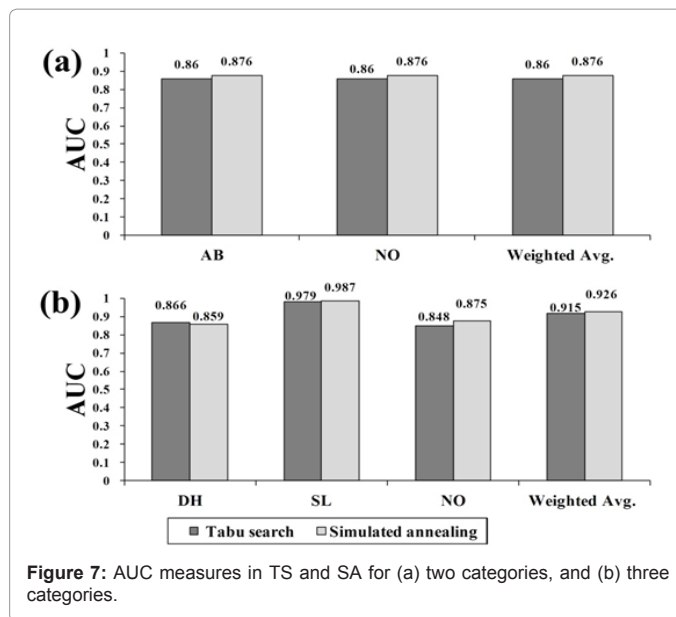 (a)
AUC
1
0.9
0.8
0.7
0.6
0.5
0.4
0.3
0.2
0.1
0
0.86 0.876 0.86 0.876 0.86 0.876
AB NO Weighted Avg.
(b)
AUC
1
0.9
0.8
0.7
0.6
0.5
0.4
0.3
0.2
0.1
0
0.866 0.859 0.979 0.987 0.848 0.875 0.915 0.926
DH SL NO Weighted Avg.
Tabu search Simulated annealing
Figure 7: AUC measures in TS and SA for (a) two categories, and (b) three
categories.